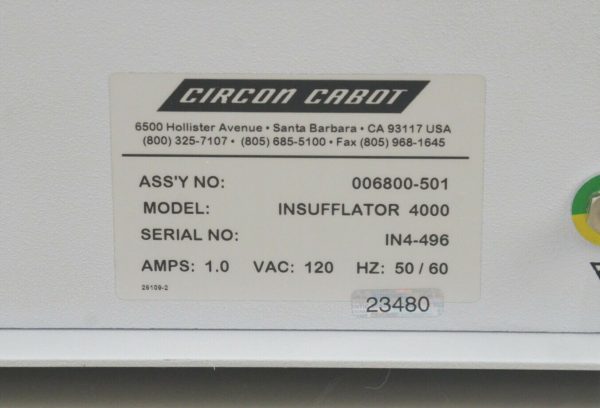 CIRCON CABOT
6500 Hollister Avenue • Santa Barbara • CA 93117 USA
(800) 325-7107 • (805) 685-5100 • Fax (805) 968-1645
ASS'Y NO: 006800-501
MODEL: INSUFFLATOR 4000
SERIAL NO: IN4-496
AMPS: 1.0 VAC: 120 HZ: 50 / 60
26109-2
23480